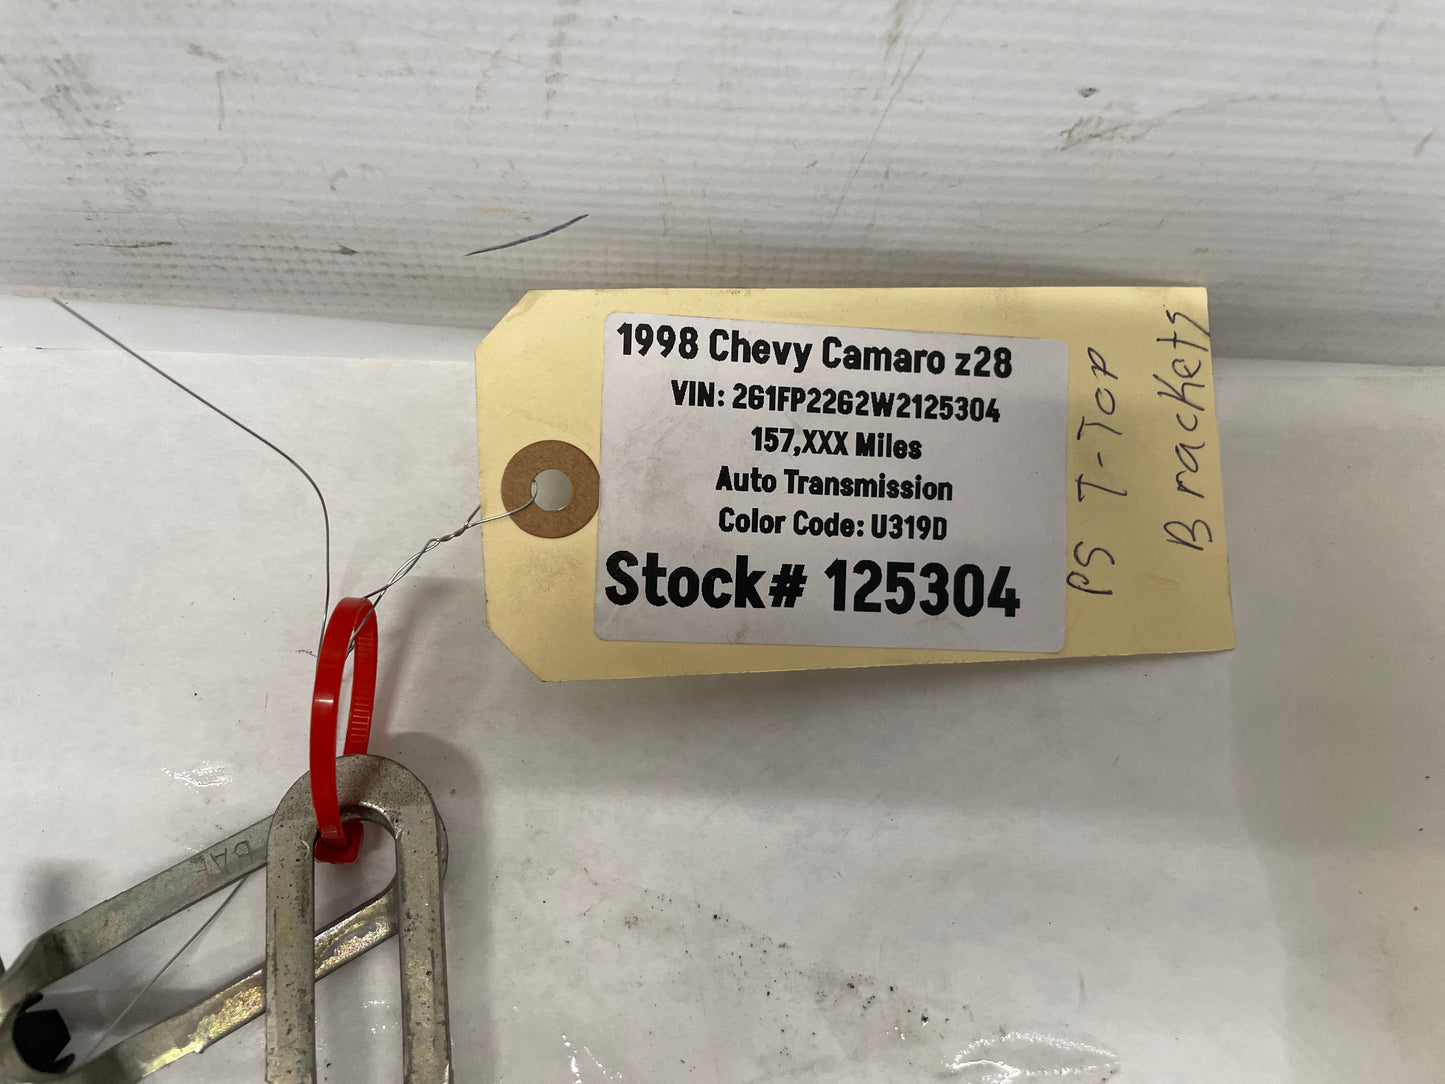 1998 Chevy Camaro z28
VIN: 2G1FP22G2W2125304
157,XXX Miles
Auto Transmission
Color Code: U319D
Stock# 125304
PS T-TOP
Brackets